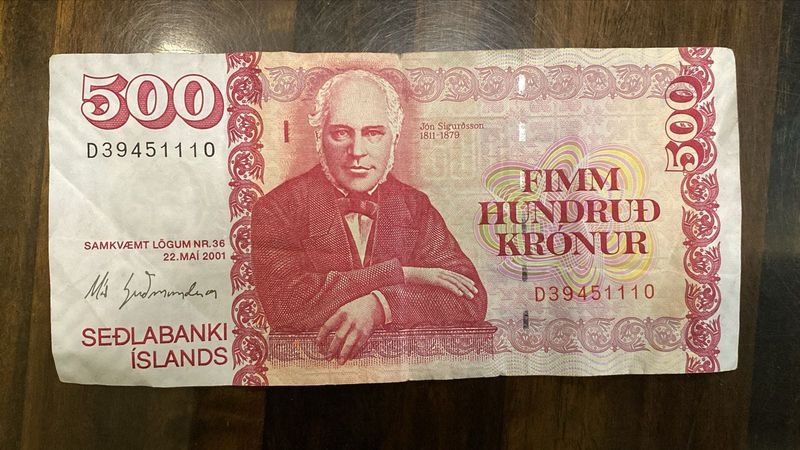 500
D39451110
SAMKVÆMT LÖGUM NR. 36
22. MAÍ 2001
SEÐLABANKI
ÍSLANDS
Jón Sigurðsson
1811-1879
FIMM
HUNDRUÐ
KRÓNUR
D39451110
500